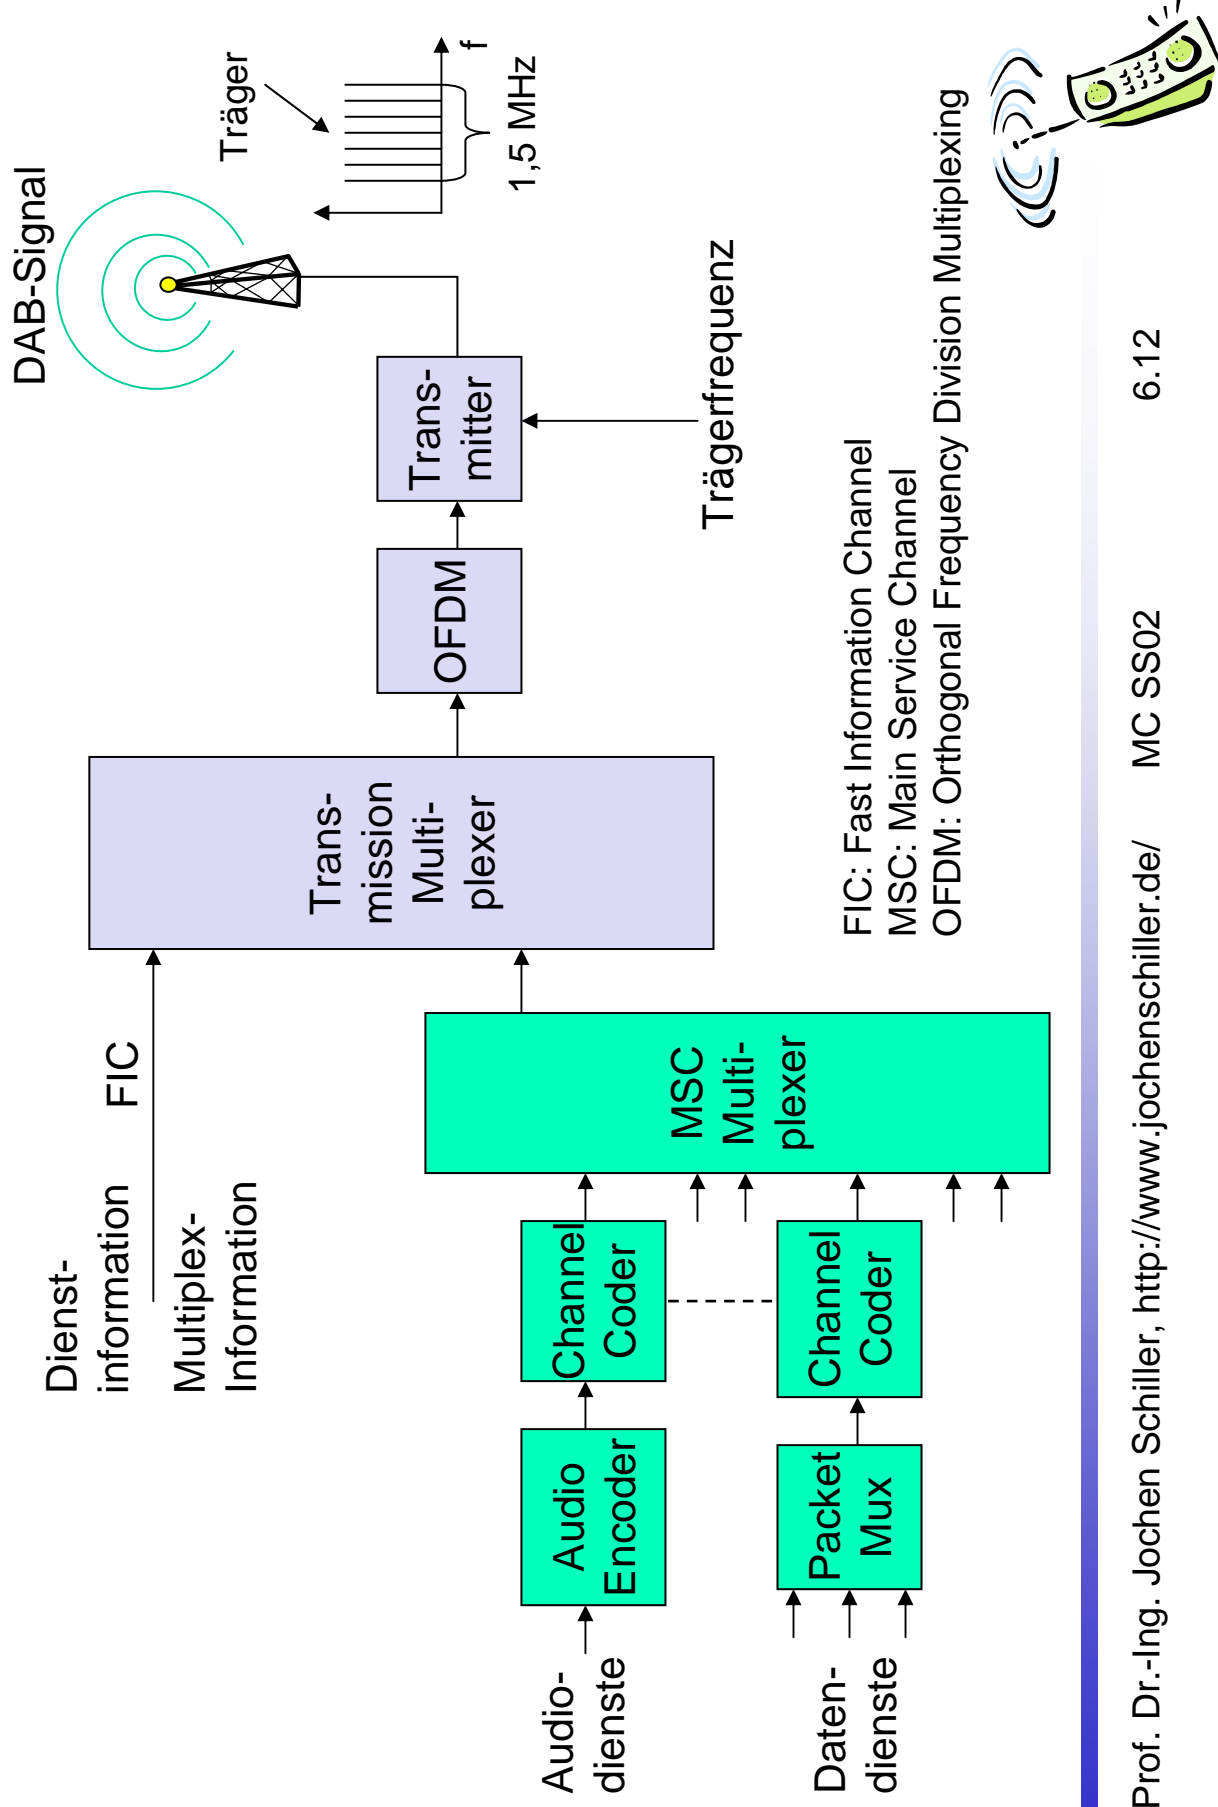 DAB-Signal
Träger
f
1,5 MHz
Dienst-
information
Multiplex-
Information
FIC
Trans-
mission
Multi-
plexer
OFDM
Trans-
mitter
Trägerfrequenz
Audio-
dienste
Audio
Encoder
Channel
Coder
MSC
Multi-
plexer
Daten-
dienste
Packet
Mux
Channel
Coder
FIC: Fast Information Channel
MSC: Main Service Channel
OFDM: Orthogonal Frequency Division Multiplexing
Prof. Dr.-Ing. Jochen Schiller, http://www.jochenschiller.de/ MC SS02 6.12